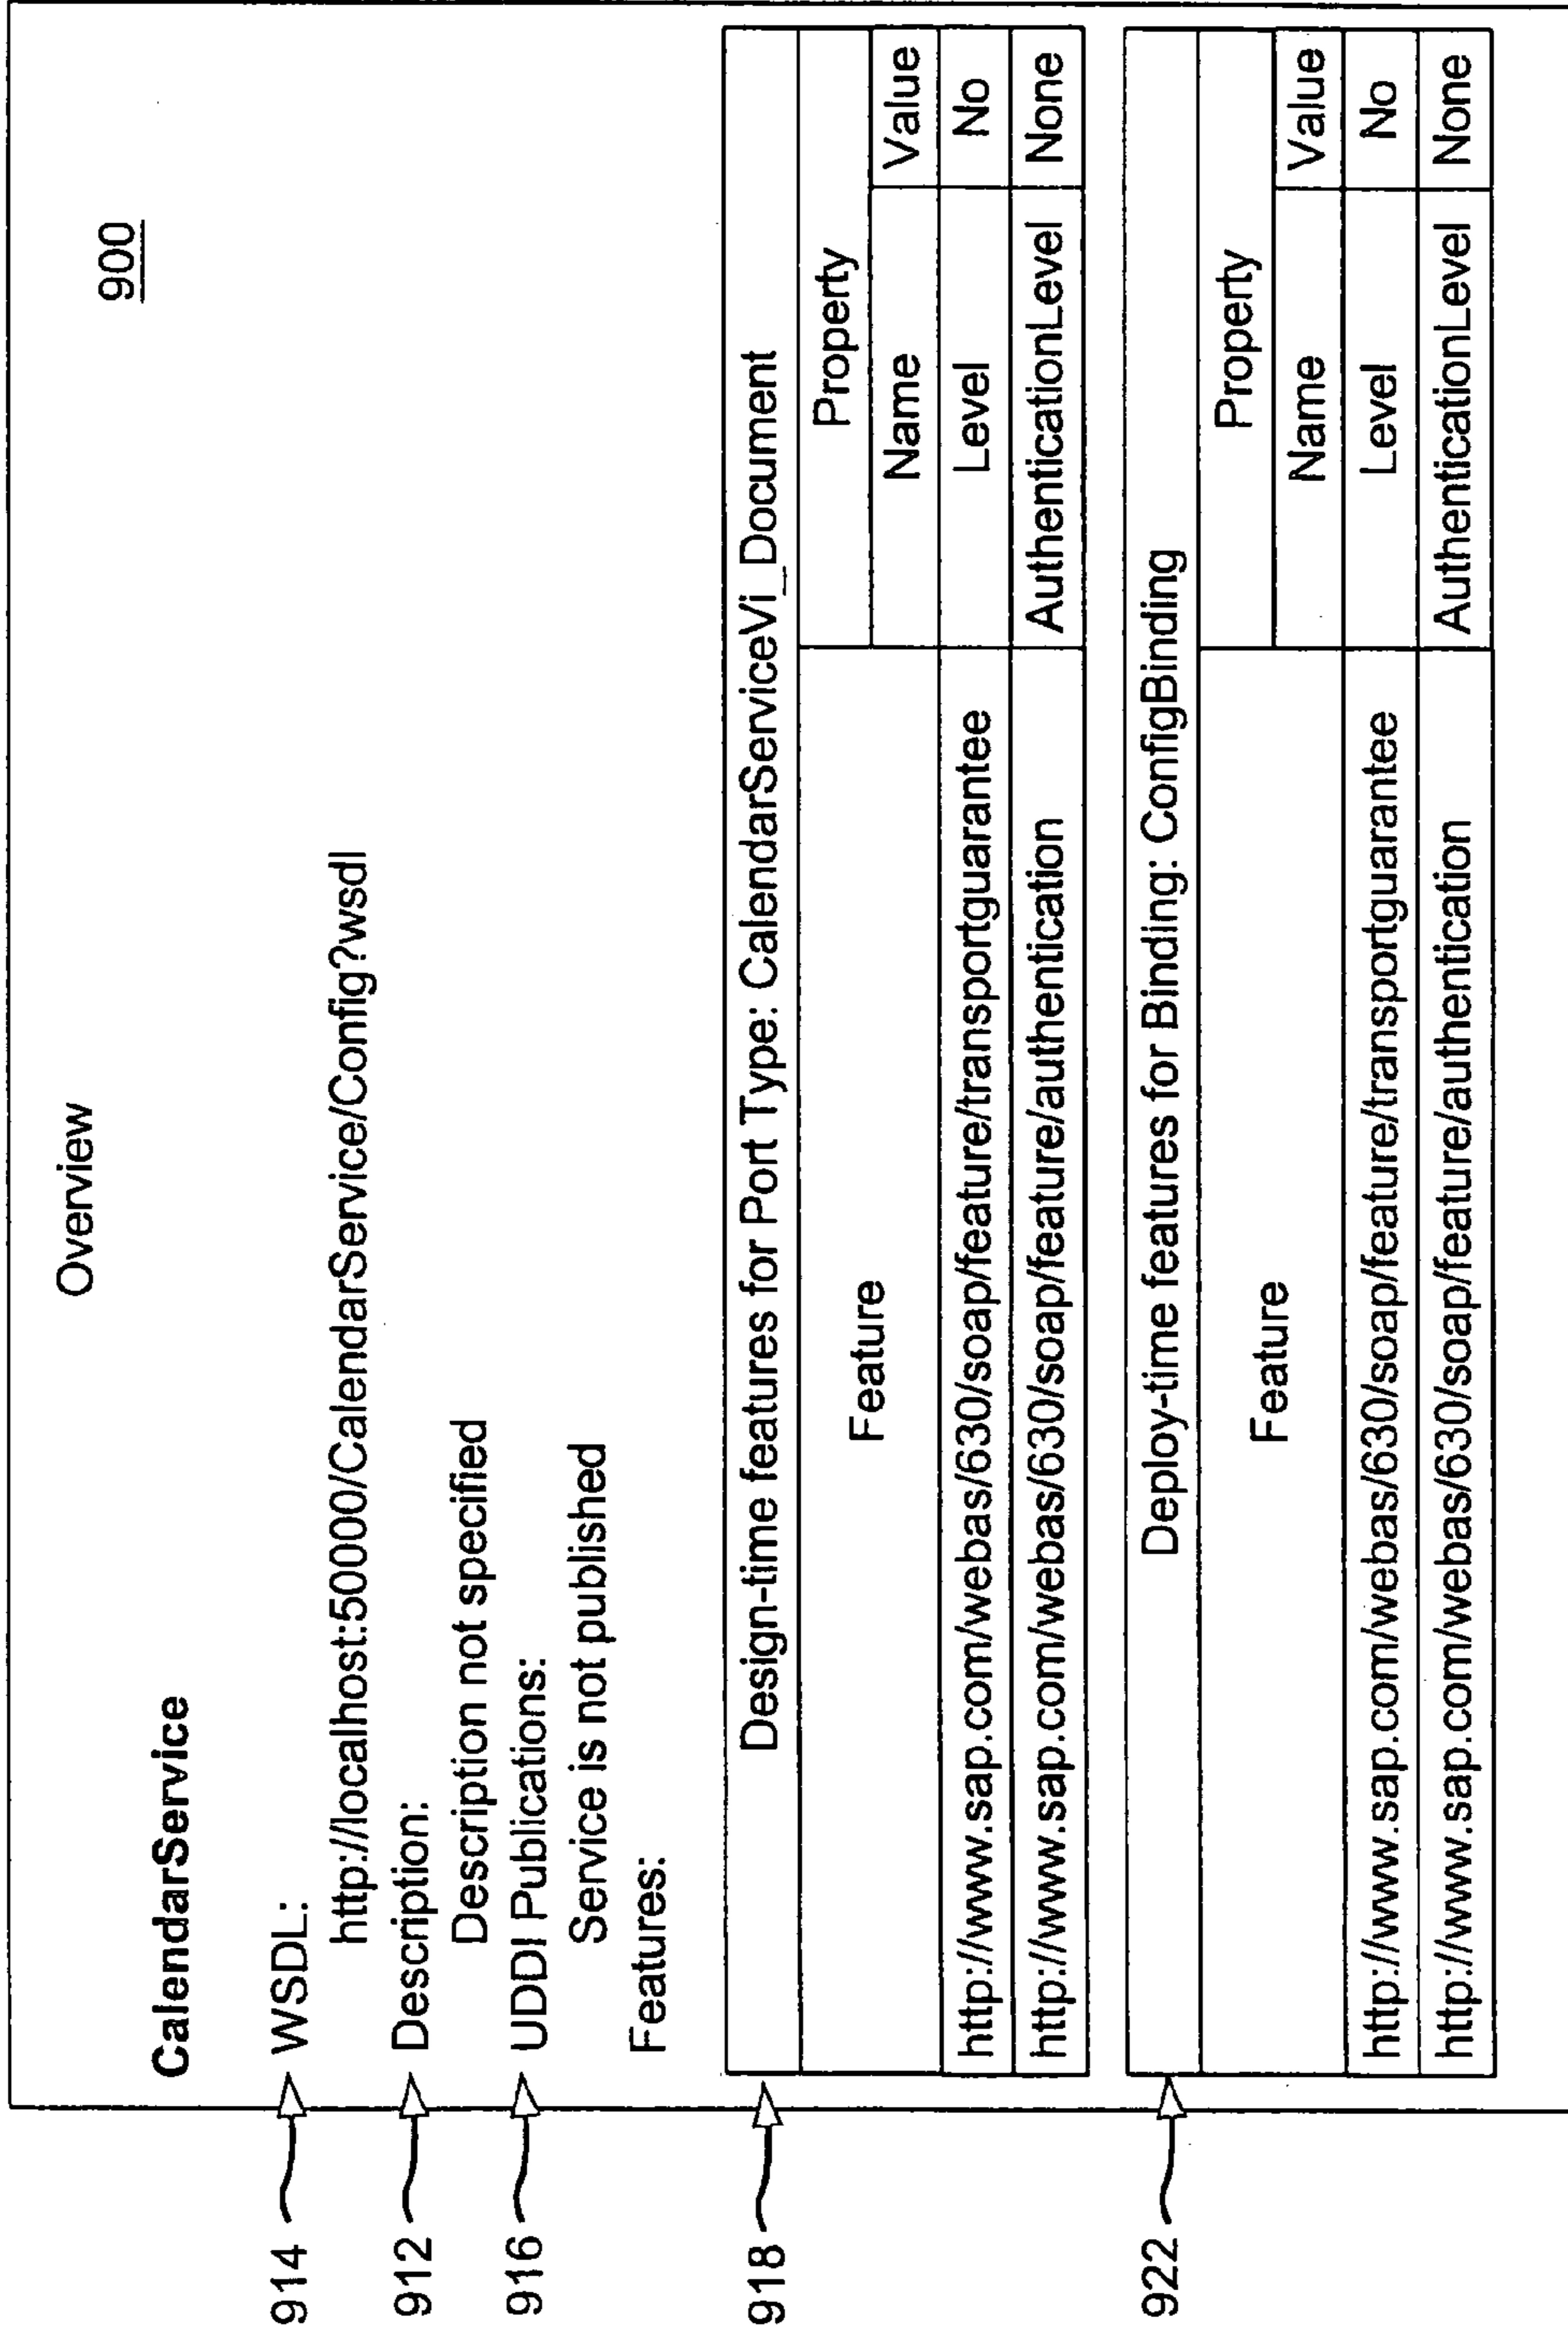 Overview
900
CalendarService
914 WSDL:
http://localhost:50000/CalendarService/Config?wsdl
912 Description:
Description not specified
916 UDDI Publications:
Service is not published
Features:
918 Design-time features for Port Type: CalendarServiceVi_Document
Feature Property
Name Value
http://www.sap.com/webas/630/soap/feature/transportguarantee Level No
http://www.sap.com/webas/630/soap/feature/authentication AuthenticationLevel None
922 Deploy-time features for Binding: ConfigBinding
Feature Property
Name Value
http://www.sap.com/webas/630/soap/feature/transportguarantee Level No
http://www.sap.com/webas/630/soap/feature/authentication AuthenticationLevel None